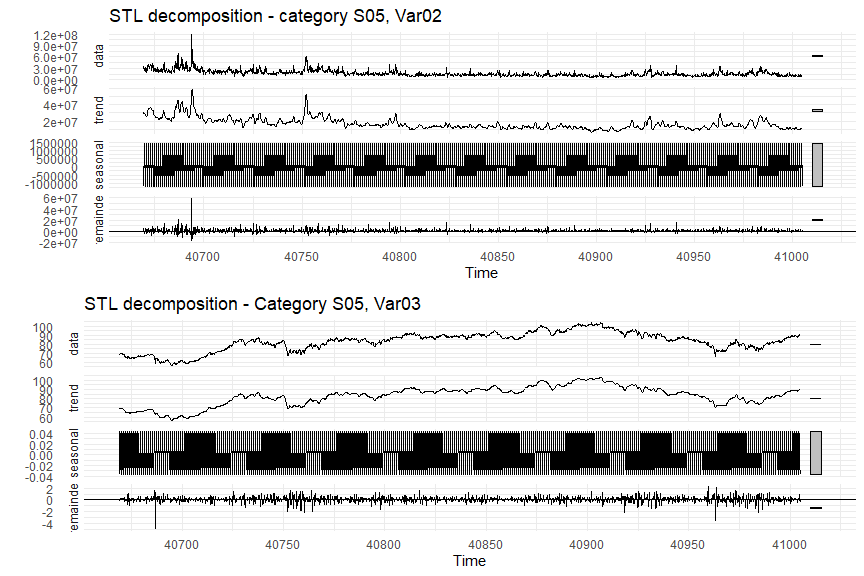 STL decomposition - category S05, Var02
1.2e+08
9.0e+07
6.0e+07
3.0e+07
0.0e+00
data
6e+07
4e+07
2e+07
trend
1500000
1000000
500000
0
-500000
-1000000
seasonal
6e+07
4e+07
2e+07
0e+00
-2e+07
emainde
40700 40750 40800 40850 40900 40950 41000
Time
STL decomposition - Category S05, Var03
100
90
80
70
60
data
100
90
80
70
60
trend
0.04
0.02
0.00
-0.02
-0.04
seasonal
2
0
-2
-4
emainde
40700 40750 40800 40850 40900 40950 41000
Time